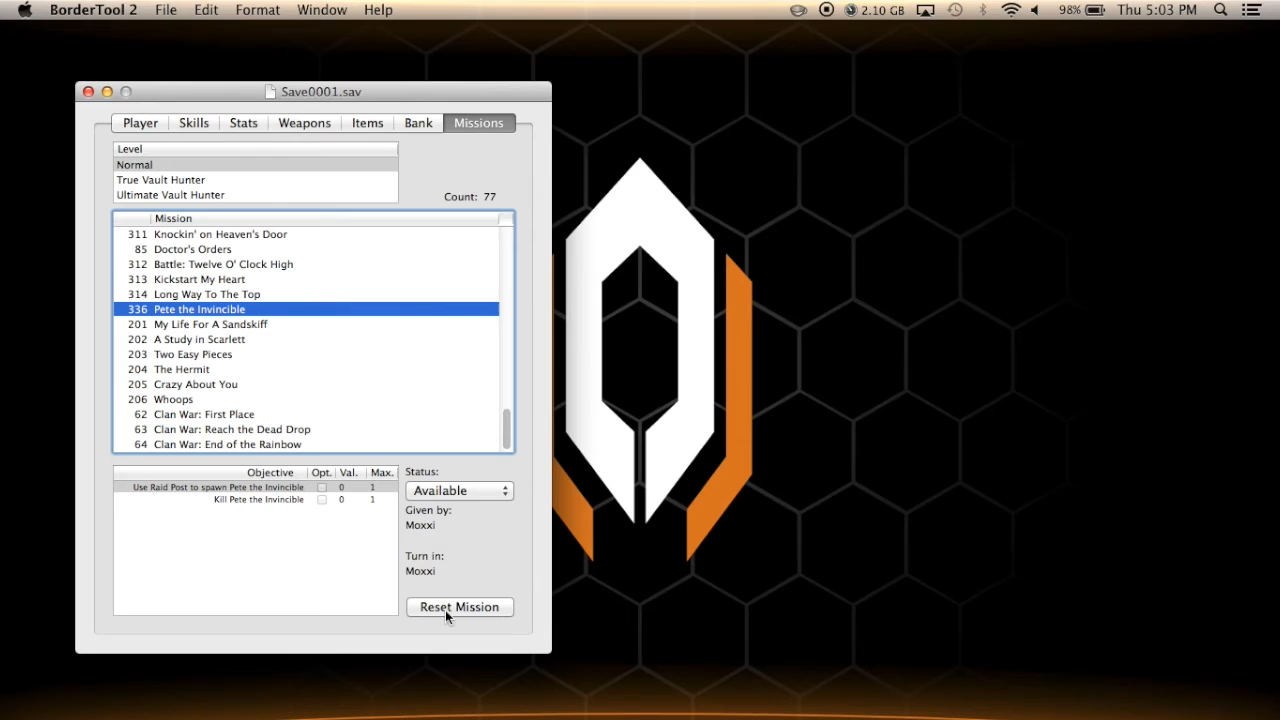 BorderTool 2 File Edit Format Window Help 2.10 GB 98% Thu 5:03 PM
Save0001.sav
Player Skills Stats Weapons Items Bank Missions
Level
Normal
True Vault Hunter
Ultimate Vault Hunter
Count: 77
Mission
311 Knockin' on Heaven's Door
85 Doctor's Orders
312 Battle: Twelve O' Clock High
313 Kickstart My Heart
314 Long Way To The Top
336 Pete the Invincible
201 My Life For A Sandskiff
202 A Study in Scarlett
203 Two Easy Pieces
204 The Hermit
205 Crazy About You
206 Whoops
62 Clan War: First Place
63 Clan War: Reach the Dead Drop
64 Clan War: End of the Rainbow
Objective Opt. Val. Max.
Use Raid Post to spawn Pete the Invincible 0 1
Kill Pete the Invincible 0 1
Status:
Available
Given by:
Moxxi
Turn in:
Moxxi
Reset Mission